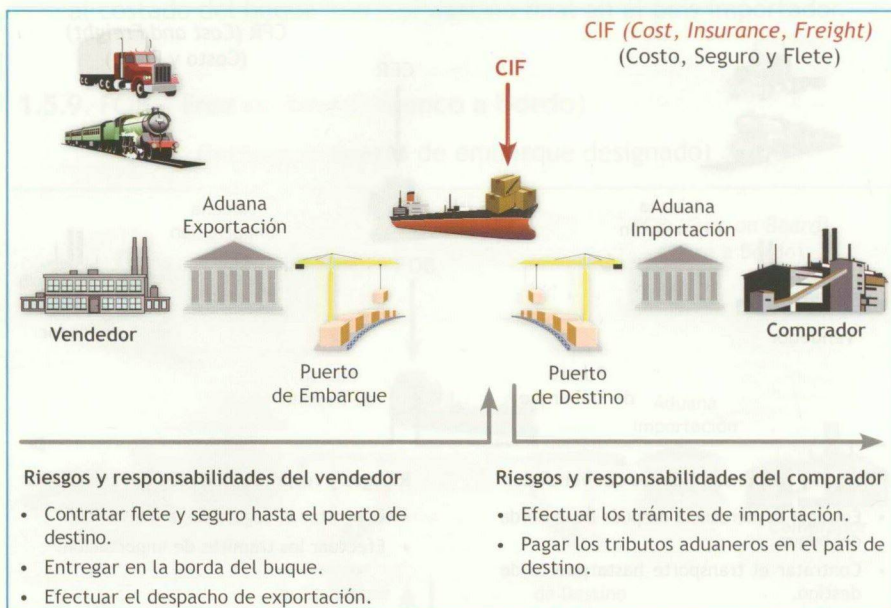 CIF (Cost, Insurance, Freight)
(Costo, Seguro y Flete)
CIF
Aduana
Exportación
Aduana
Importación
Vendedor
Comprador
Puerto
de Embarque
Puerto
de Destino
Riesgos y responsabilidades del vendedor
• Contratar flete y seguro hasta el puerto de
destino.
• Entregar en la borda del buque.
• Efectuar el despacho de exportación.
Riesgos y responsabilidades del comprador
• Efectuar los trámites de importación.
• Pagar los tributos aduaneros en el país de
destino.